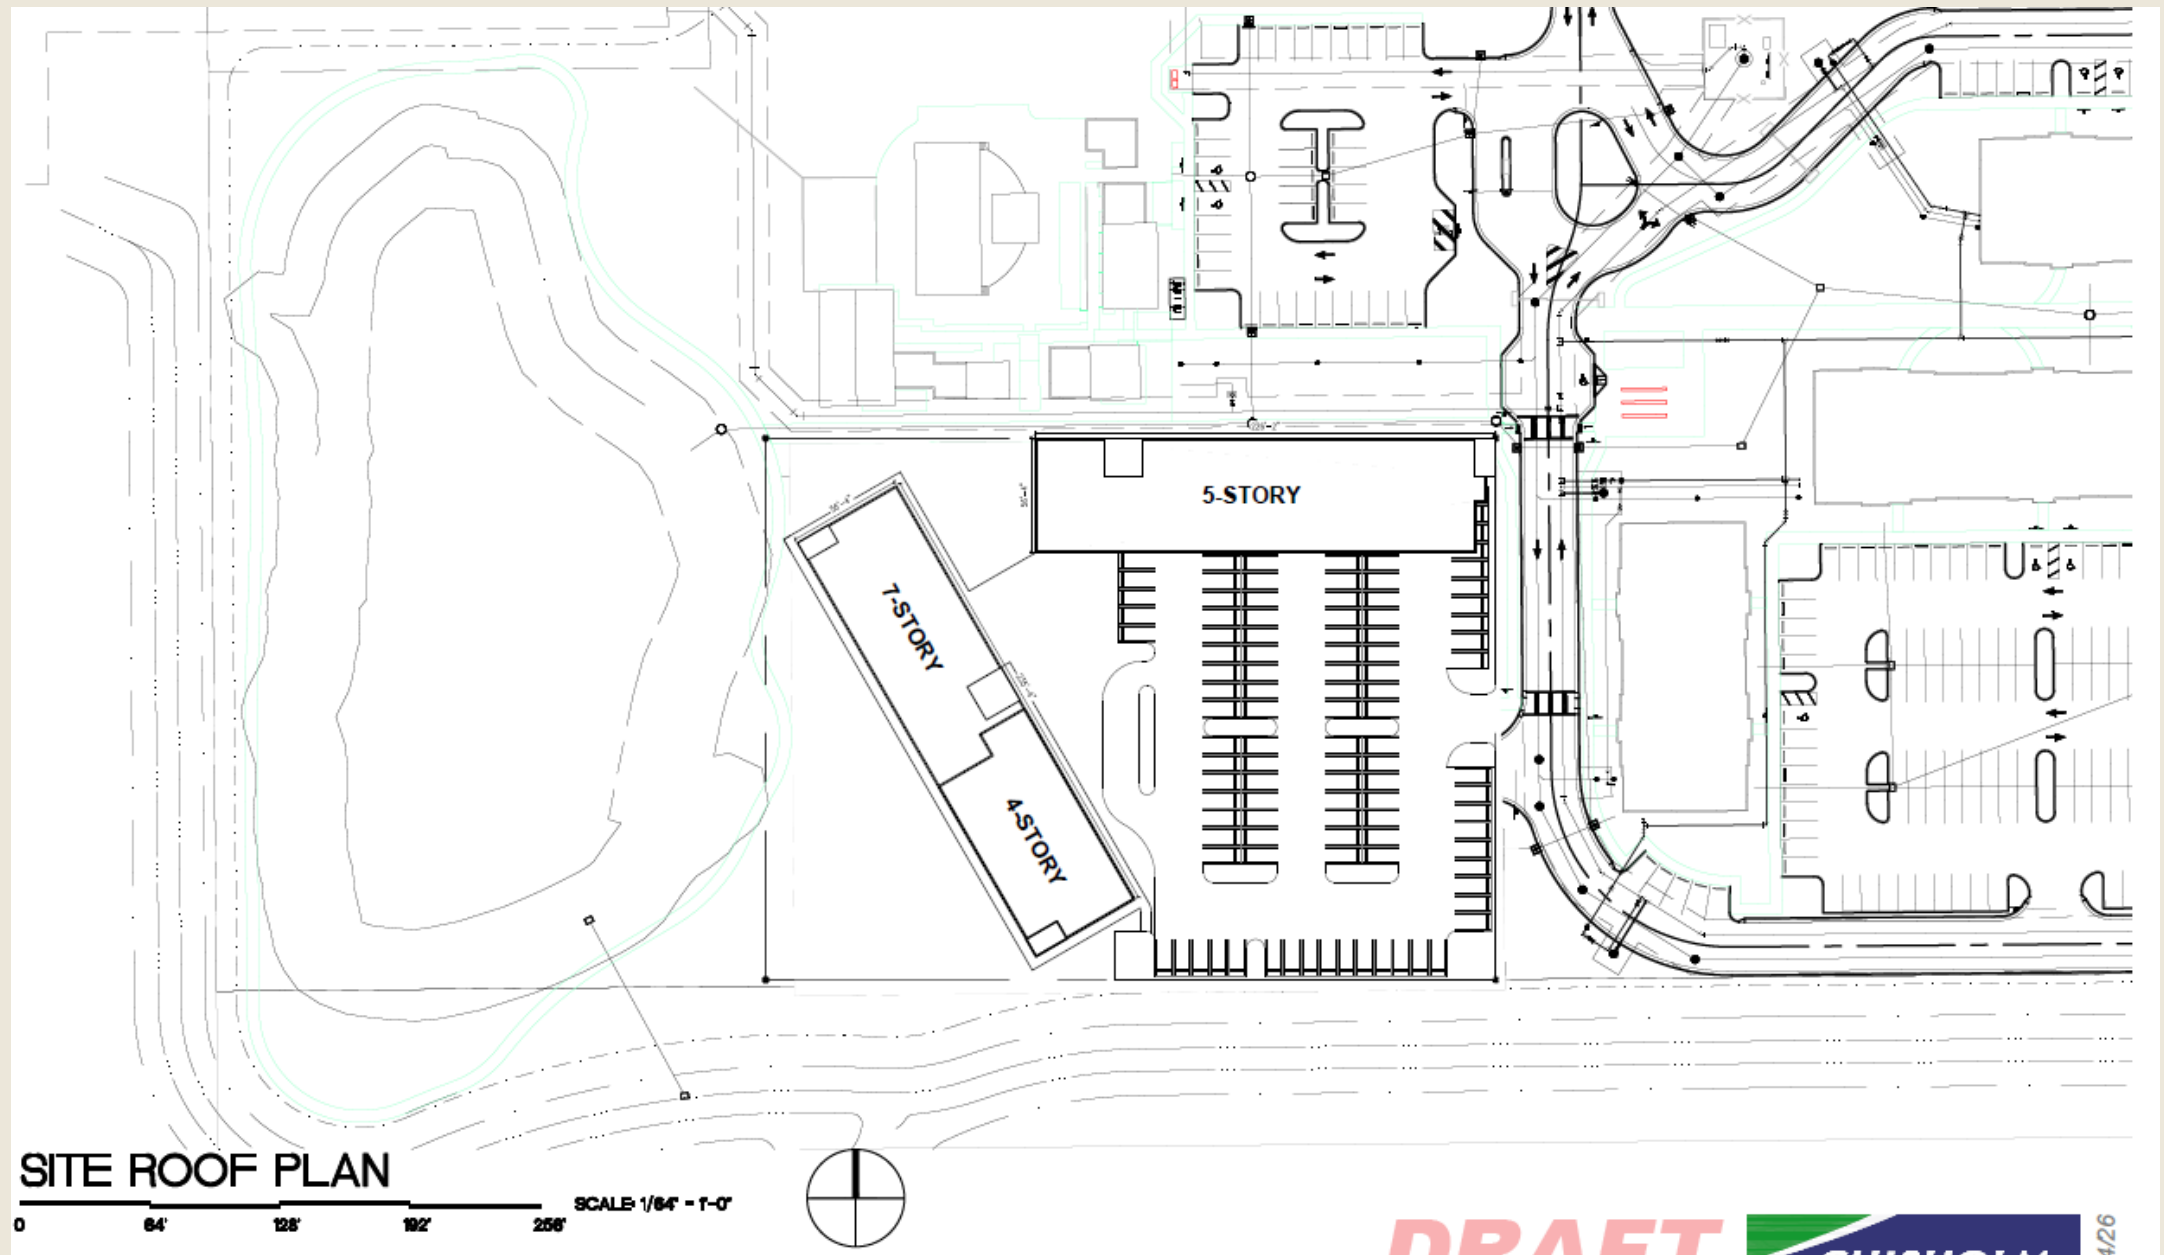 5-STORY
7-STORY
4-STORY
SITE ROOF PLAN
SCALE: 1/64" = 1'-0"
0 64' 128' 192' 256'
DRAFT